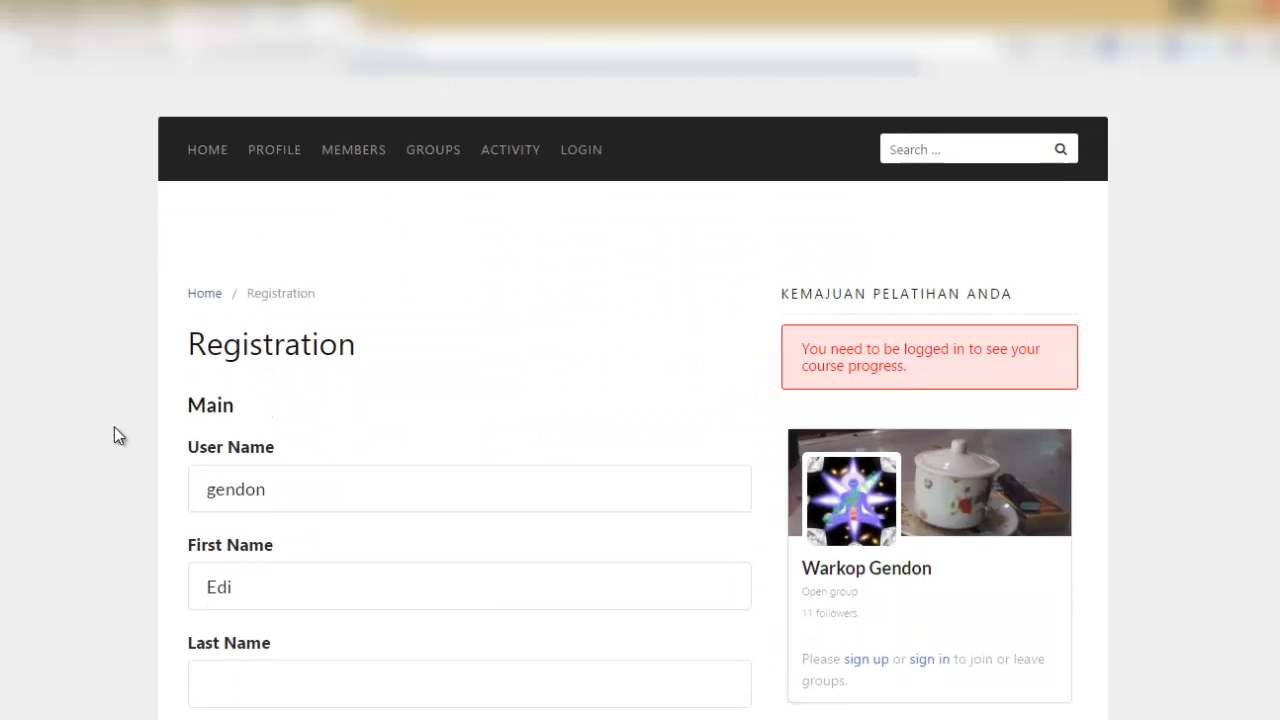 HOME PROFILE MEMBERS GROUPS ACTIVITY LOGIN
Search ...
Home / Registration
Registration
Main
User Name
gendon
First Name
Edi
Last Name
KEMAJUAN PELATIHAN ANDA
You need to be logged in to see your
course progress.
Warkop Gendon
Open group
11 followers
Please sign up or sign in to join or leave
groups.